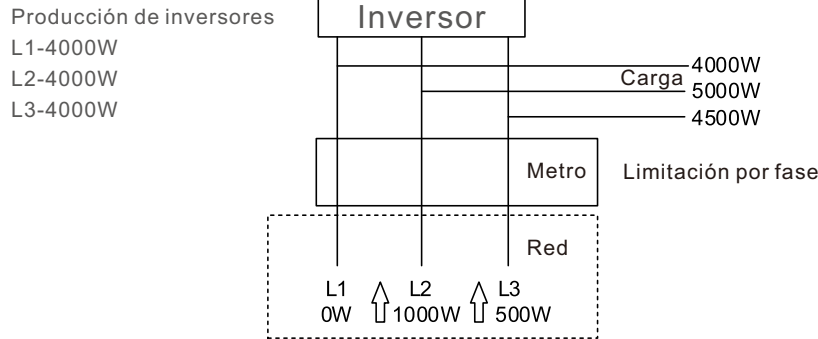 Producción de inversores
L1-4000W
L2-4000W
L3-4000W
Inversor
Carga
4000W
5000W
4500W
Metro
Limitación por fase
Red
L1 L2 L3
0W 1000W 500W